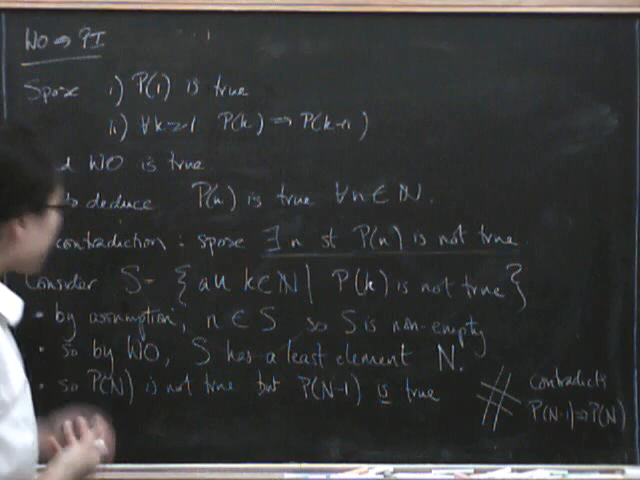 WO ⇒ PI
Spose i) P(1) is true
ii) ∀k≥1 P(k) ⇒ P(k+1)
WO is true
deduce P(n) is true ∀n ∈ ℕ.
contradiction: spose ∃ n st P(n) is not true
Consider S = { all k ∈ ℕ | P(k) is not true }
• by assumption, n ∈ S so S is non-empty
• so by WO, S has a least element N.
• so P(N) is not true but P(N-1) is true
contradicts
P(N-1) ⇒ P(N)